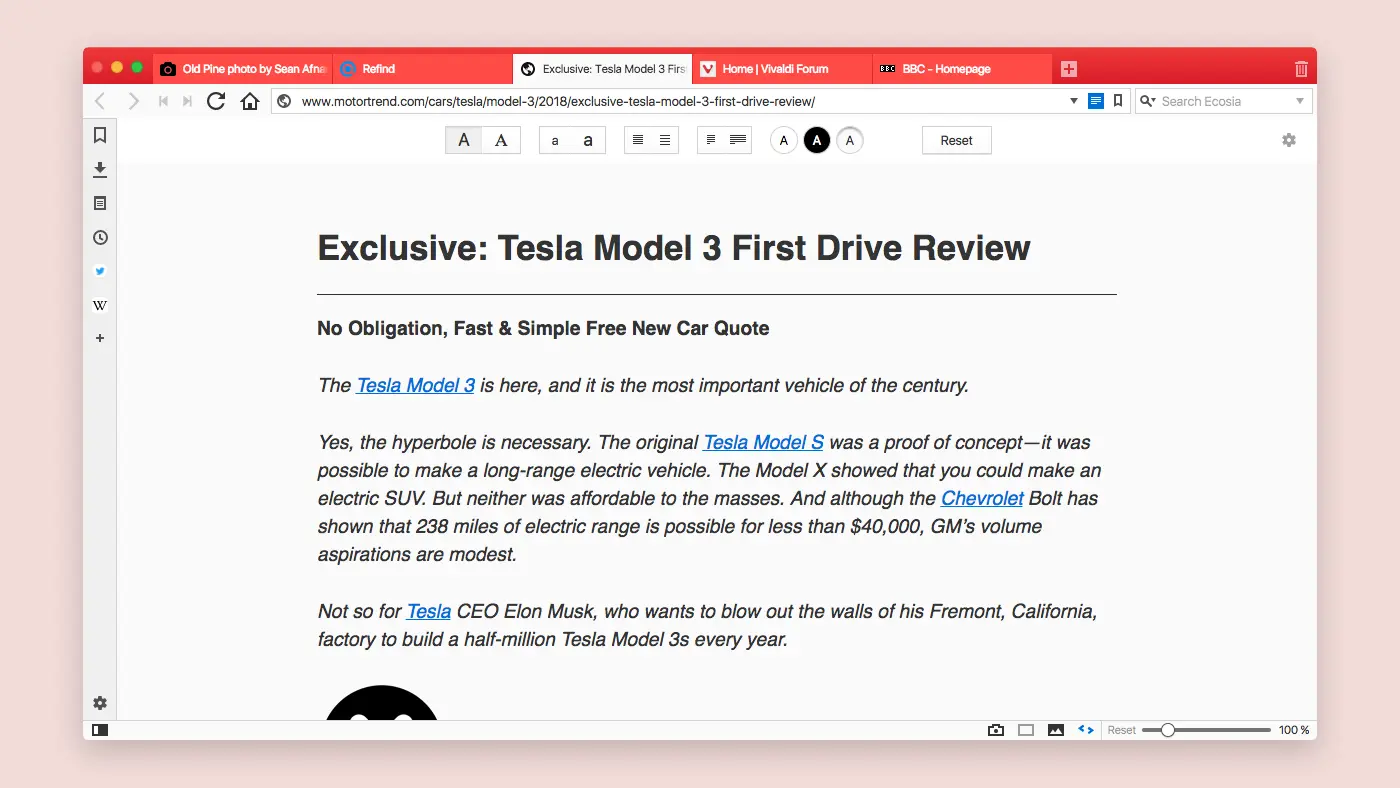 Old Pine photo by Sean Afna
Refind
Exclusive: Tesla Model 3 Firs
Home | Vivaldi Forum
BBC - Homepage
www.motortrend.com/cars/tesla/model-3/2018/exclusive-tesla-model-3-first-drive-review/
Search Ecosia
A A a a A A A Reset
W
Exclusive: Tesla Model 3 First Drive Review
No Obligation, Fast & Simple Free New Car Quote
The Tesla Model 3 is here, and it is the most important vehicle of the century.
Yes, the hyperbole is necessary. The original Tesla Model S was a proof of concept—it was
possible to make a long-range electric vehicle. The Model X showed that you could make an
electric SUV. But neither was affordable to the masses. And although the Chevrolet Bolt has
shown that 238 miles of electric range is possible for less than $40,000, GM’s volume
aspirations are modest.
Not so for Tesla CEO Elon Musk, who wants to blow out the walls of his Fremont, California,
factory to build a half-million Tesla Model 3s every year.
Reset 100 %